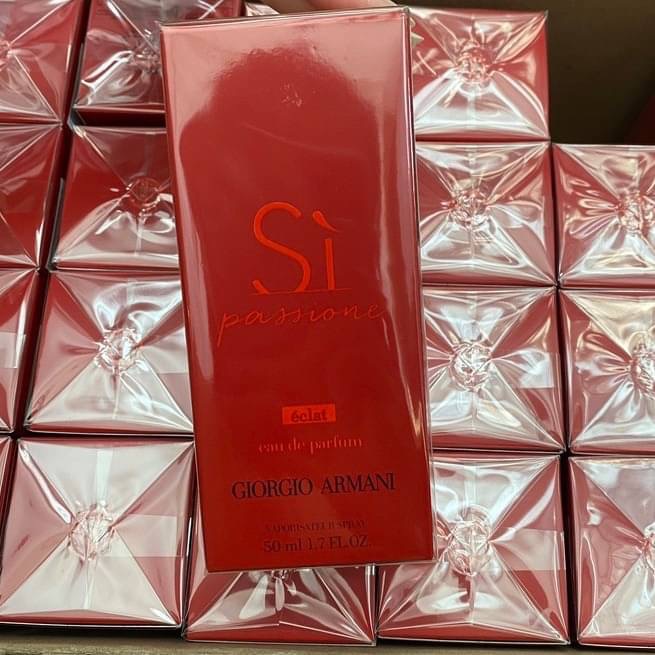 Sì
passione
éclat
eau de parfum
GIORGIO ARMANI
VAPORISATEUR SPRAY
50 ml 1.7 FL.OZ.